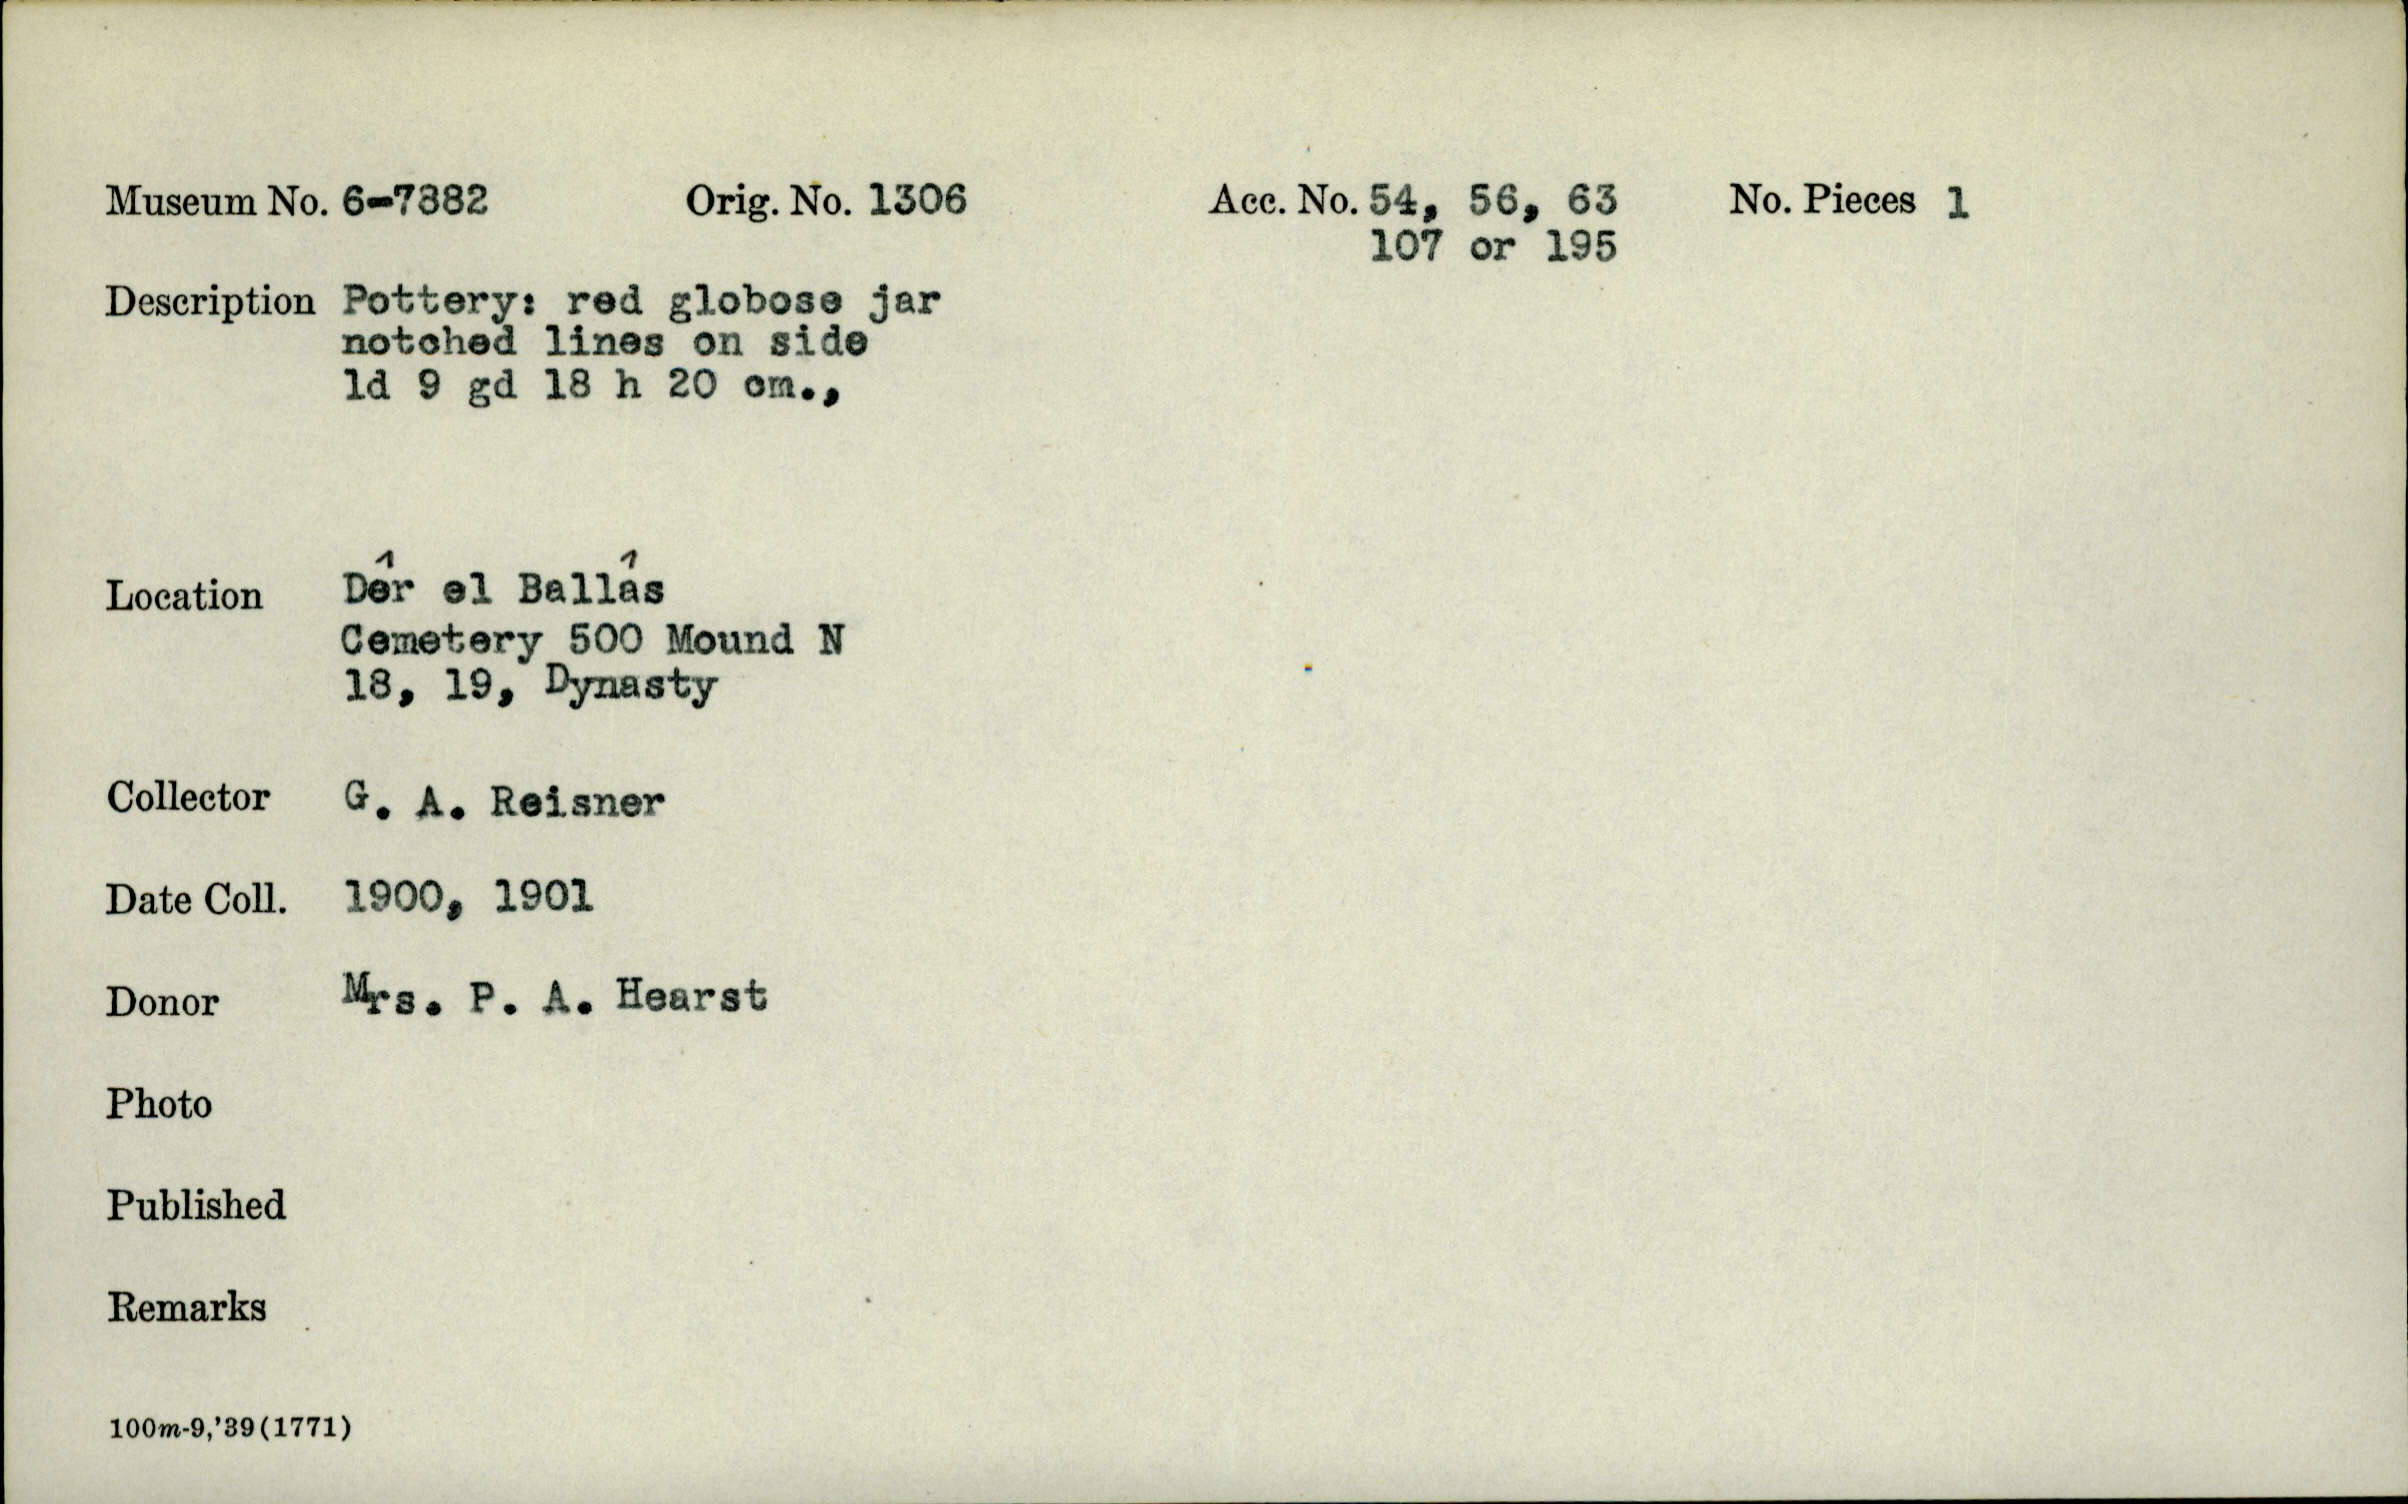 Museum No. 6-7382 Orig. No. 1306 Acc. No. 54, 56, 63 No. Pieces 1
107 or 195
Description Pottery: red globose jar
notched lines on side
ld 9 gd 18 h 20 cm.,
Location Dêr el Ballâs
Cemetery 500 Mound N
18, 19, Dynasty
Collector G. A. Reisner
Date Coll. 1900, 1901
Donor Mrs. P. A. Hearst
Photo
Published
Remarks
100m-9,'39(1771)